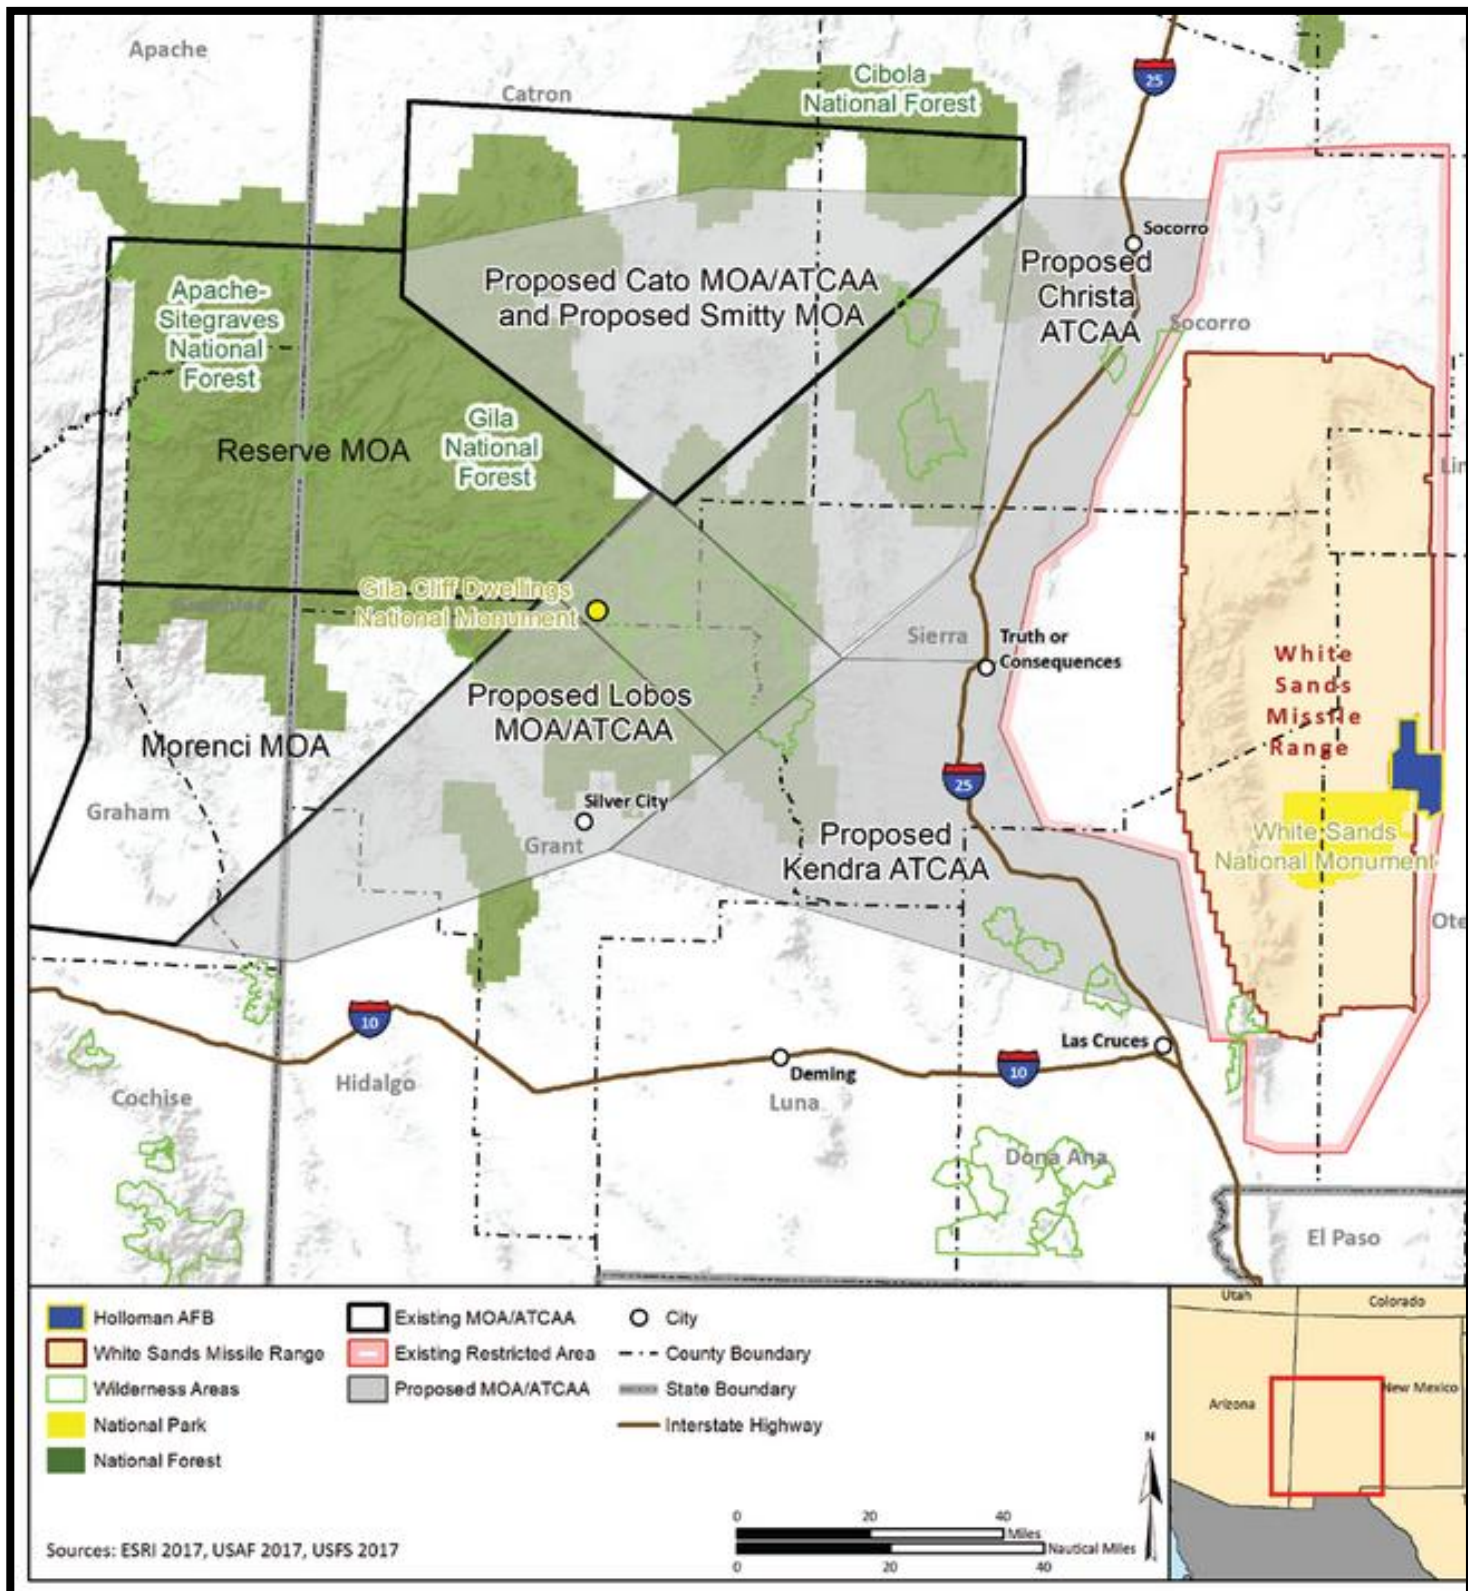 Apache
Catron
Cibola
National Forest
25
Socorro
Proposed Cato MOA/ATCAA
and Proposed Smitty MOA
Proposed
Christa
ATCAA
Socorro
Apache-
Sitegraves
National
Forest
Gila
National
Forest
Reserve MOA
Lin
Gila Cliff Dwellings
National Monument
Sierra
Truth or
Consequences
White
Sands
Missile
Range
Proposed Lobos
MOA/ATCAA
Morenci MOA
25
Graham
Silver City
Grant
Proposed
Kendra ATCAA
White Sands
National Monument
Ote
10
Las Cruces
10
Deming
Hidalgo
Luna
Cochise
Dona Ana
El Paso
Holloman AFB
White Sands Missile Range
Wilderness Areas
National Park
National Forest
Existing MOA/ATCAA
Existing Restricted Area
Proposed MOA/ATCAA
City
County Boundary
State Boundary
Interstate Highway
Utah
Colorado
Arizona
New Mexico
N
0 20 40
Miles
Nautical Miles
0 20 40
Sources: ESRI 2017, USAF 2017, USFS 2017